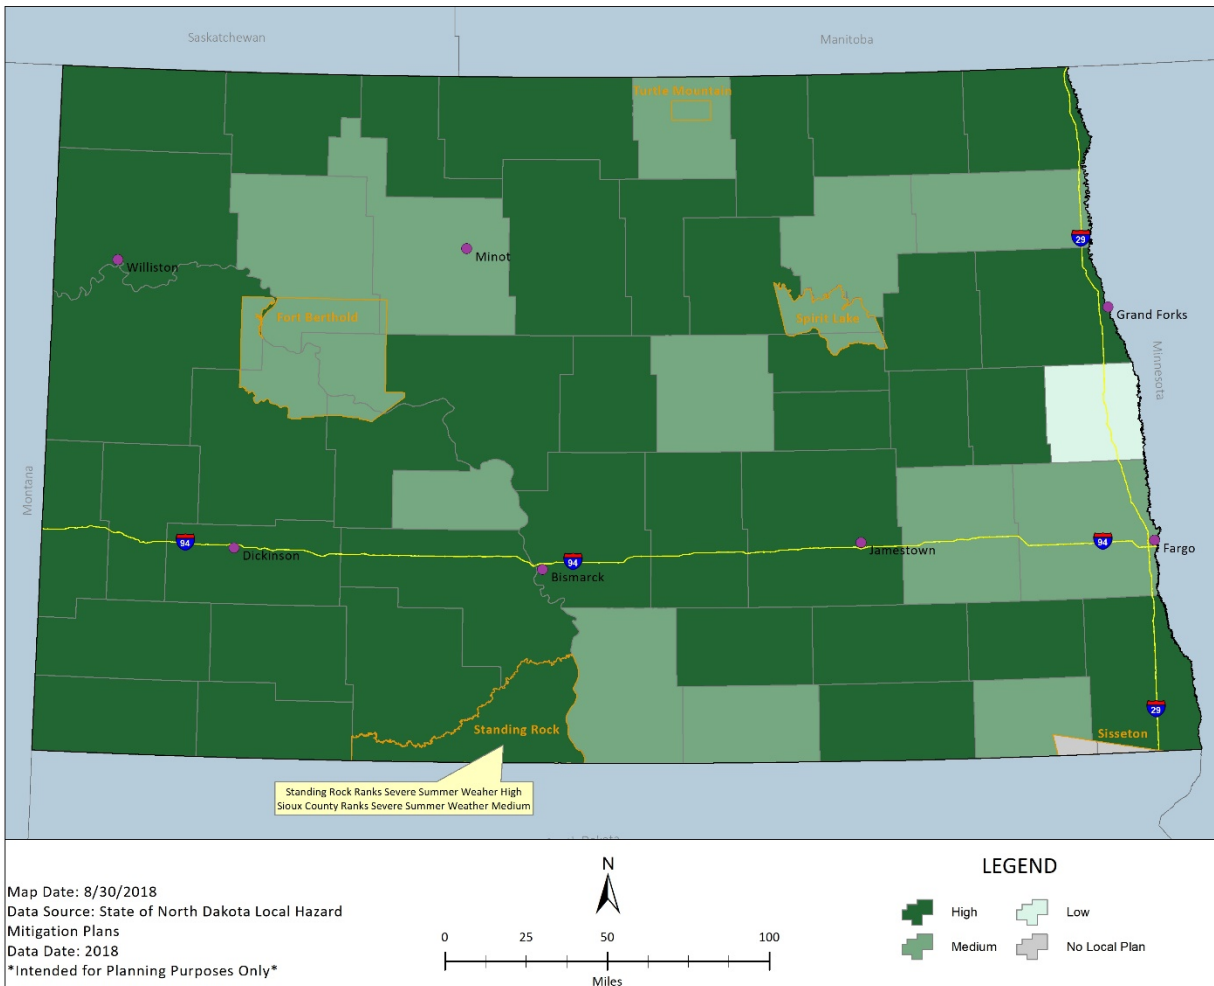 Saskatchewan
Manitoba
Turtle Mountain
29
Minot
Williston
Fort Berthold
Spirit Lake
Grand Forks
Minnesota
Montana
94
Dickinson
94
Bismarck
Jamestown
94
Fargo
29
Standing Rock
Sisseton
Standing Rock Ranks Severe Summer Weaher High
Sioux County Ranks Severe Summer Weather Medium
Map Date: 8/30/2018
Data Source: State of North Dakota Local Hazard
Mitigation Plans
Data Date: 2018
*Intended for Planning Purposes Only*
N
0 25 50 100
Miles
LEGEND
High
Low
Medium
No Local Plan